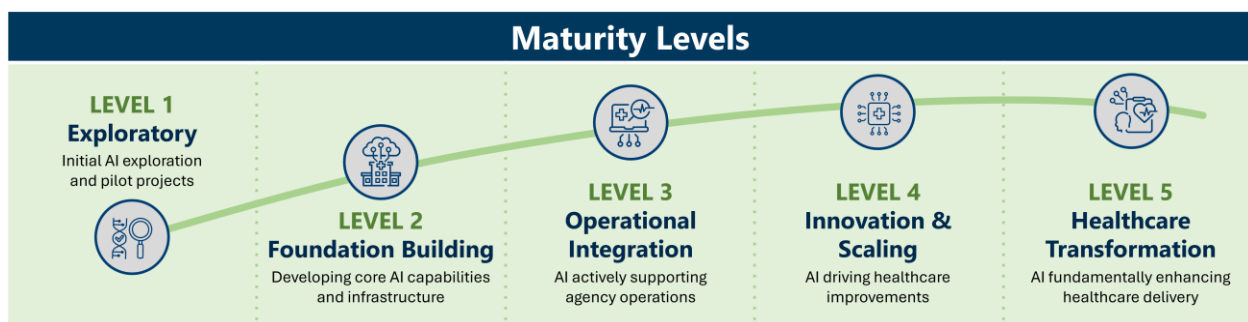 Maturity Levels
LEVEL 1
Exploratory
Initial AI exploration
and pilot projects
LEVEL 2
Foundation Building
Developing core AI capabilities
and infrastructure
LEVEL 3
Operational
Integration
AI actively supporting
agency operations
LEVEL 4
Innovation &
Scaling
AI driving healthcare
improvements
LEVEL 5
Healthcare
Transformation
AI fundamentally enhancing
healthcare delivery